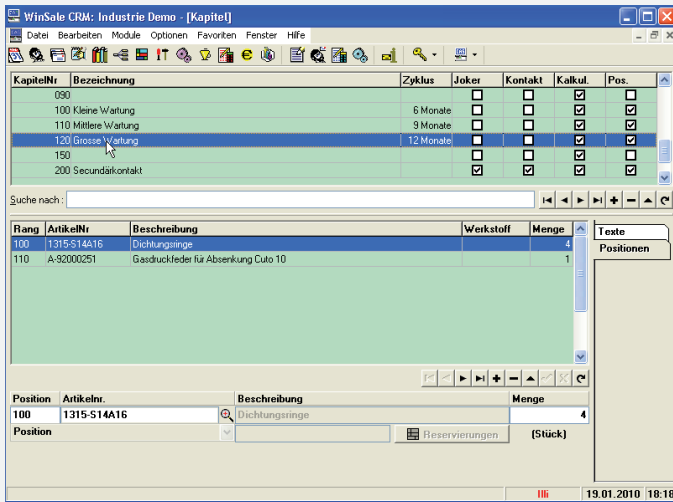 WinSale CRM: Industrie Demo - [Kapitel]
Datei Bearbeiten Module Optionen Favoriten Fenster Hilfe
KapitelNr Bezeichnung Zyklus Joker Kontakt Kalkul. Pos.
090
100 Kleine Wartung 6 Monate
110 Mittlere Wartung 9 Monate
120 Grosse Wartung 12 Monate
150
200 Secundärkontakt
Suche nach:
Rang ArtikelNr Beschreibung Werkstoff Menge
100 1315-S14A16 Dichtungsringe 4
110 A-92000251 Gasdruckfeder für Absenkung Cuto 10 1
Texte
Positionen
Position Artikelnr. Beschreibung Menge
100 1315-S14A16 Dichtungsringe 4
Position Reservierungen (Stück)
19.01.2010 18:18